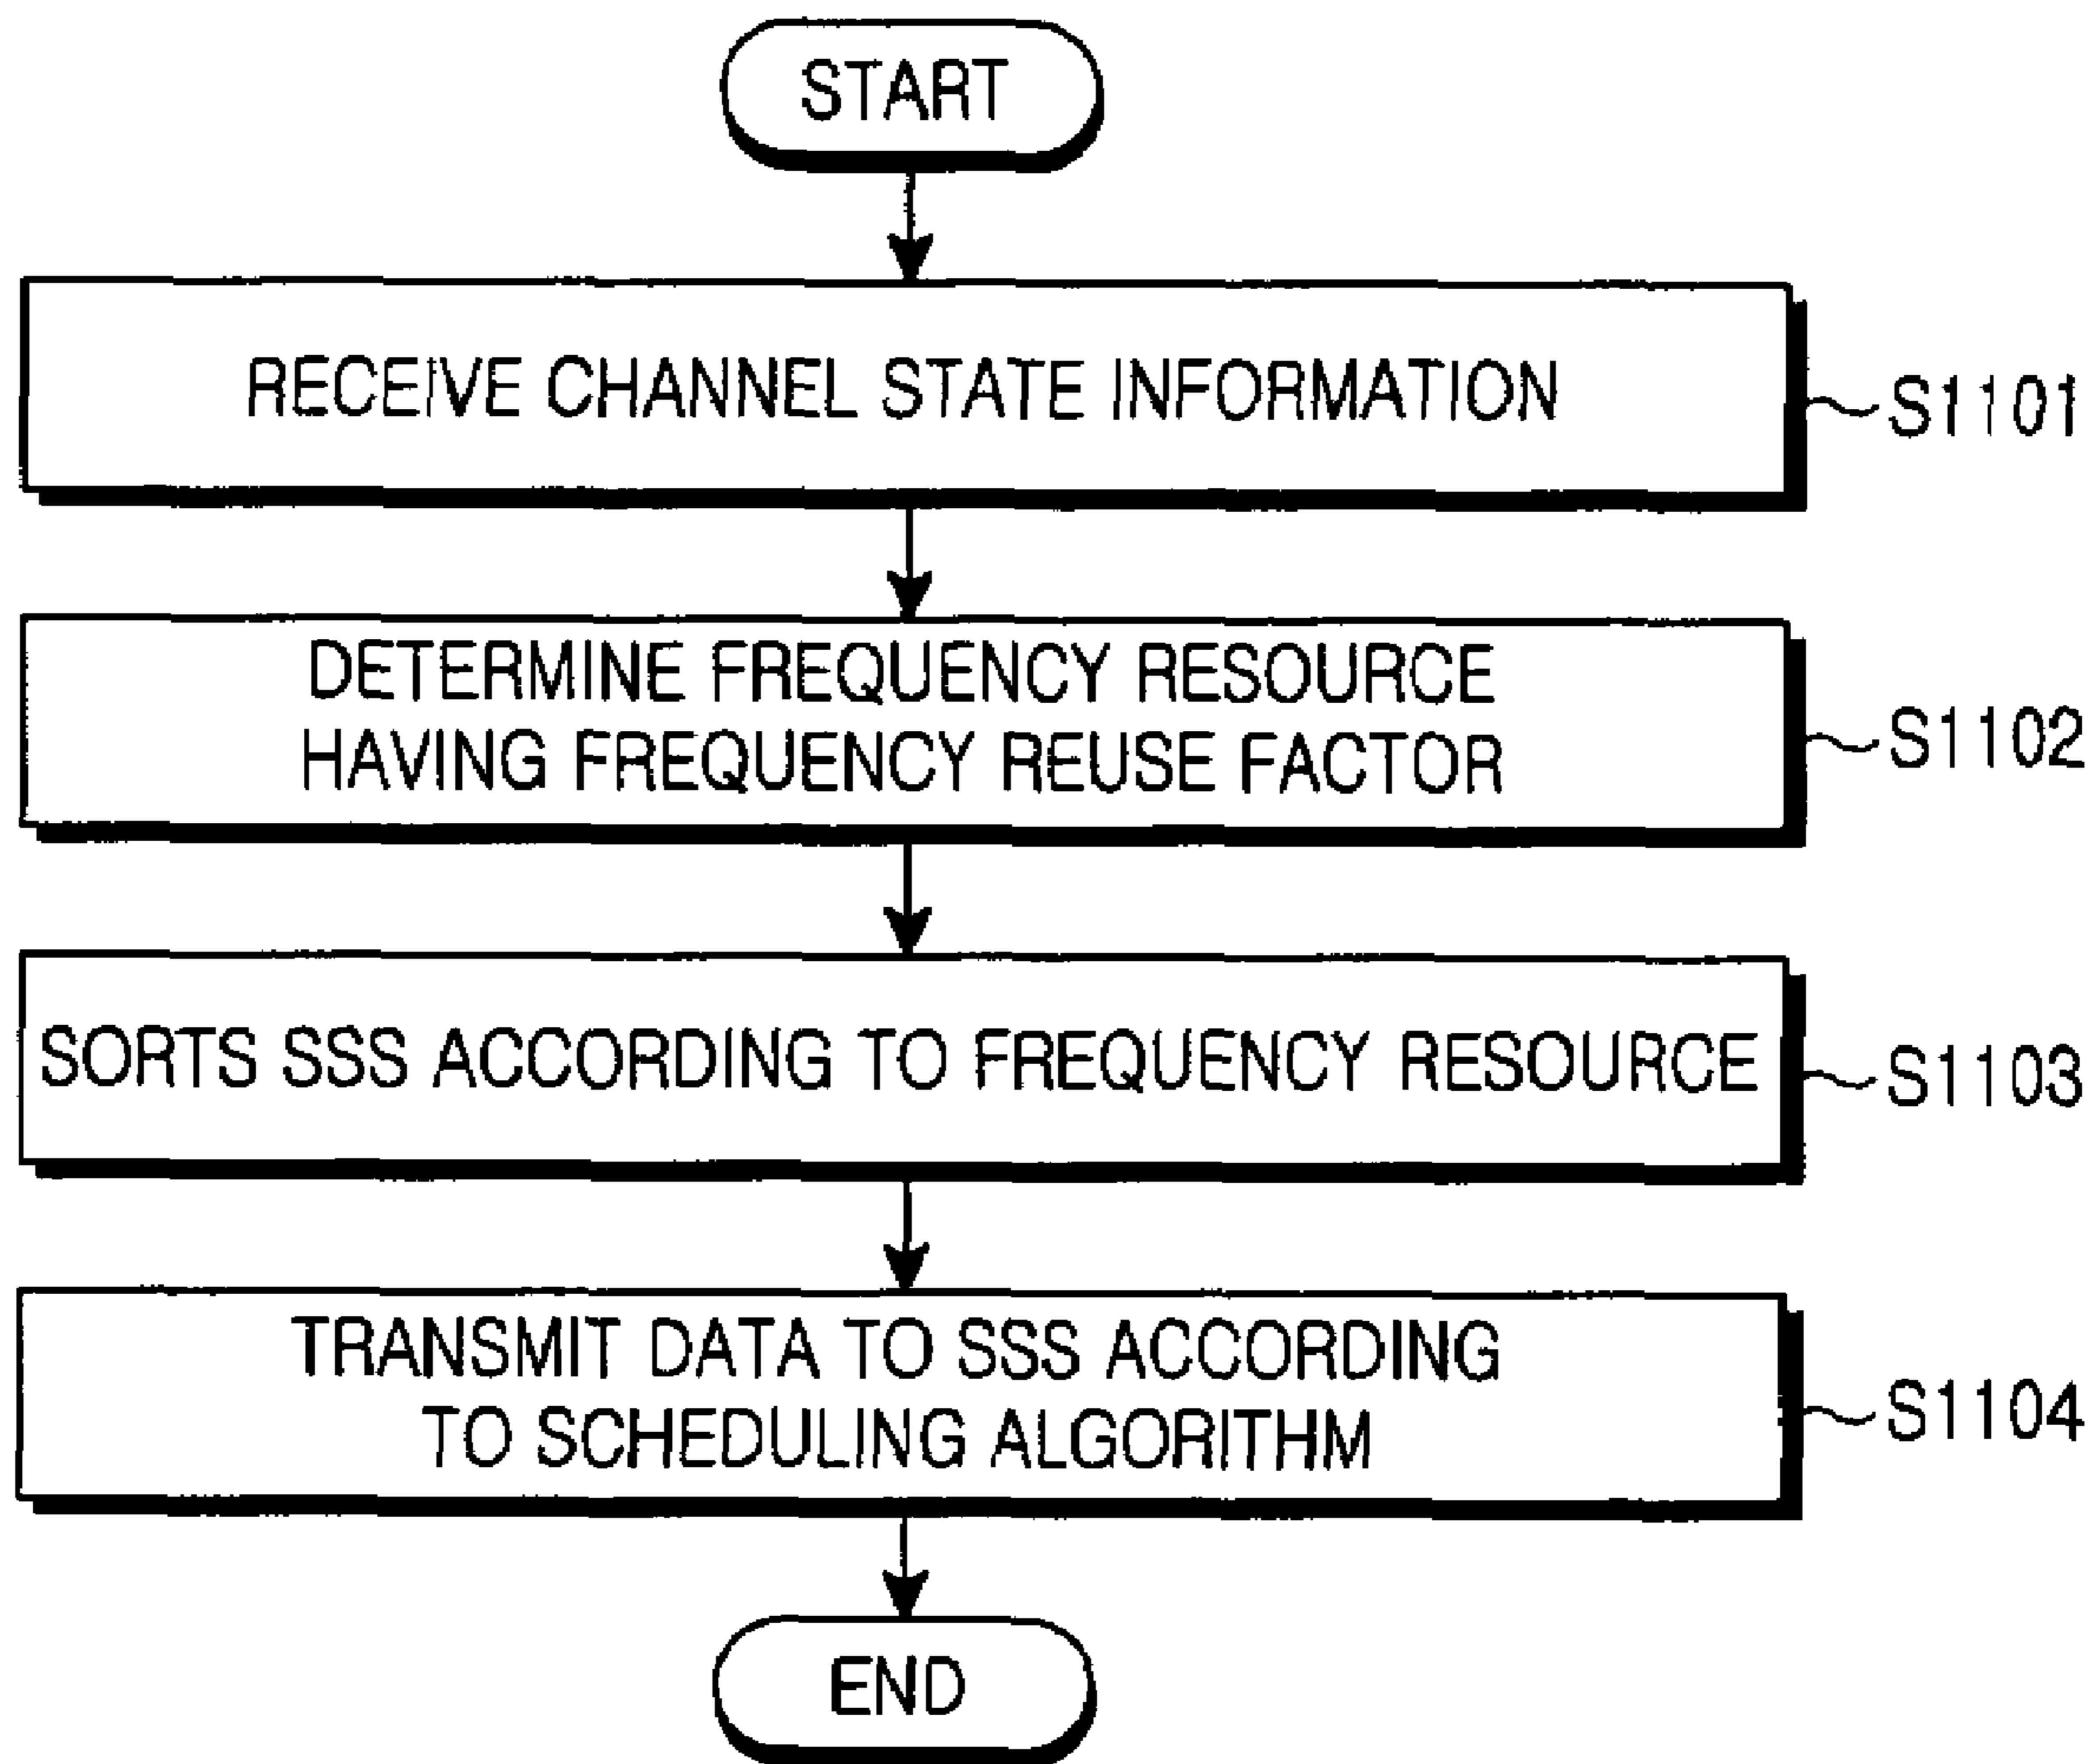 START
RECEIVE CHANNEL STATE INFORMATION
S1101
DETERMINE FREQUENCY RESOURCE
HAVING FREQUENCY REUSE FACTOR
S1102
SORTS SSS ACCORDING TO FREQUENCY RESOURCE
S1103
TRANSMIT DATA TO SSS ACCORDING
TO SCHEDULING ALGORITHM
S1104
END